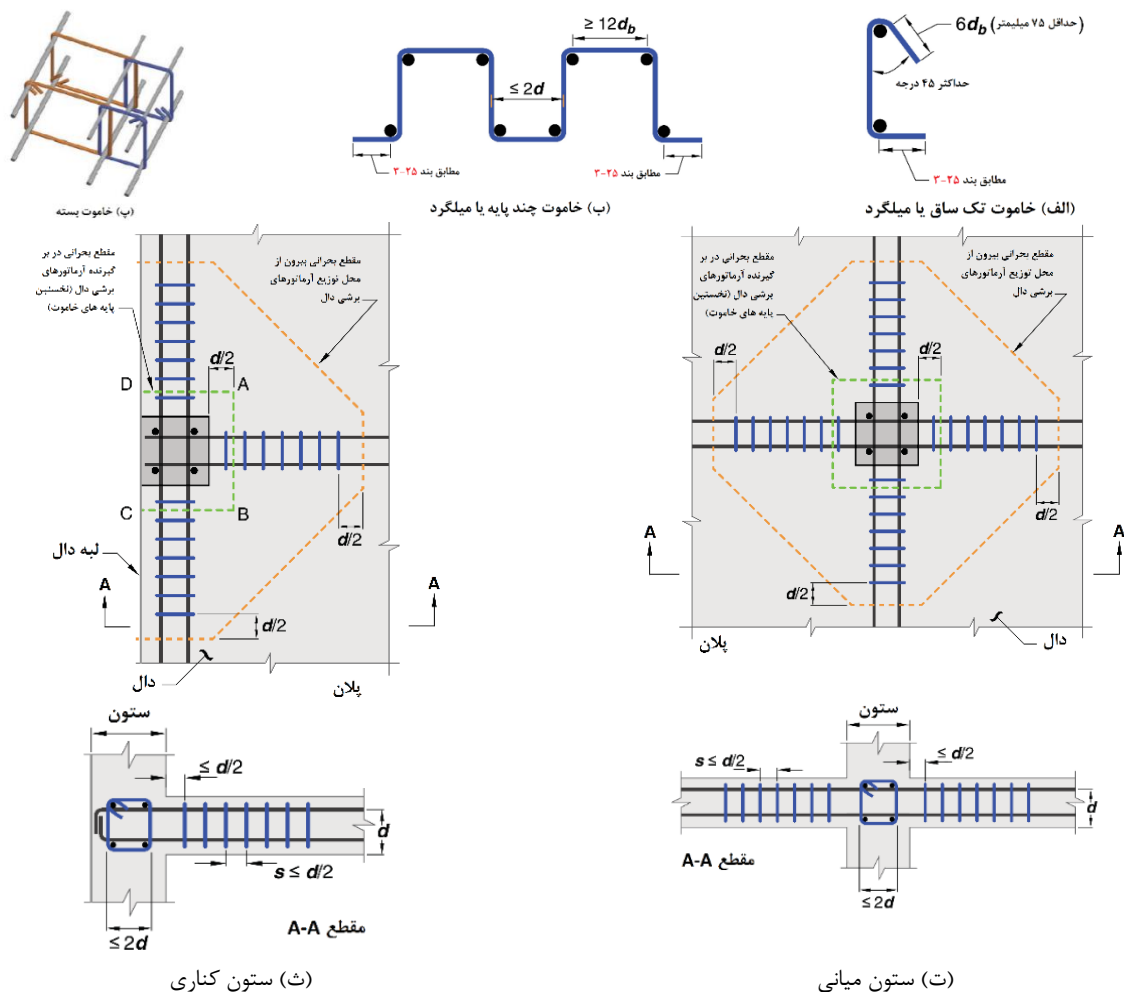 6d_b (حداقل ۷۵ میلیمتر)
حداکثر ۴۵ درجه
مطابق بند ۲۵-۳
(الف) خاموت تک ساق یا میلگرد
≥ 12d_b
≤ 2d
مطابق بند ۲۵-۳
مطابق بند ۲۵-۳
(ب) خاموت چند پایه یا میلگرد
(پ) خاموت بسته
مقطع بحرانی بیرون از
محل توزیع آرماتورهای
برشی دال
مقطع بحرانی در بر
گیرنده آرماتورهای
برشی دال (نخستین
پایه های خاموت)
d/2
d/2
d/2
d/2
A
A
پلان
دال
ستون
s ≤ d/2
≤ d/2
d
≤ 2d
مقطع A-A
(ت) ستون میانی
مقطع بحرانی در بر
گیرنده آرماتورهای
برشی دال (نخستین
پایه های خاموت)
مقطع بحرانی بیرون از
محل توزیع آرماتورهای
برشی دال
d/2
D
A
C
B
d/2
لبه دال
A
A
d/2
دال
پلان
ستون
≤ d/2
d
s ≤ d/2
≤ 2d
مقطع A-A
(ث) ستون کناری